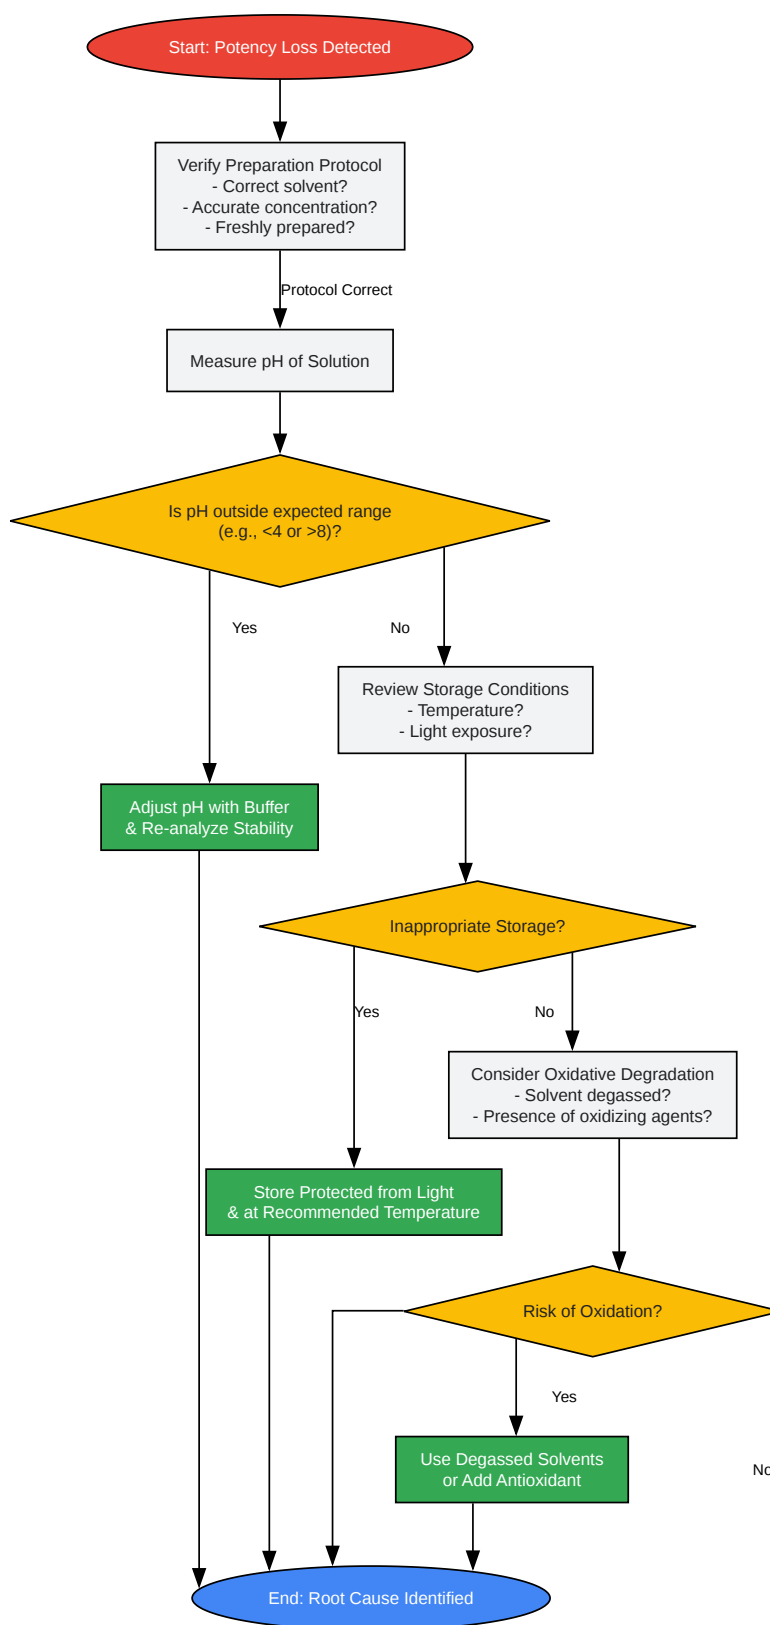 Start: Potency Loss Detected
Verify Preparation Protocol
- Correct solvent?
- Accurate concentration?
- Freshly prepared?
Protocol Correct
Measure pH of Solution
Is pH outside expected range
(e.g., <4 or >8)?
Yes
No
Review Storage Conditions
- Temperature?
- Light exposure?
Adjust pH with Buffer
& Re-analyze Stability
Inappropriate Storage?
Yes
No
Consider Oxidative Degradation
- Solvent degassed?
- Presence of oxidizing agents?
Store Protected from Light
& at Recommended Temperature
Risk of Oxidation?
Yes
Use Degassed Solvents
or Add Antioxidant
No
End: Root Cause Identified